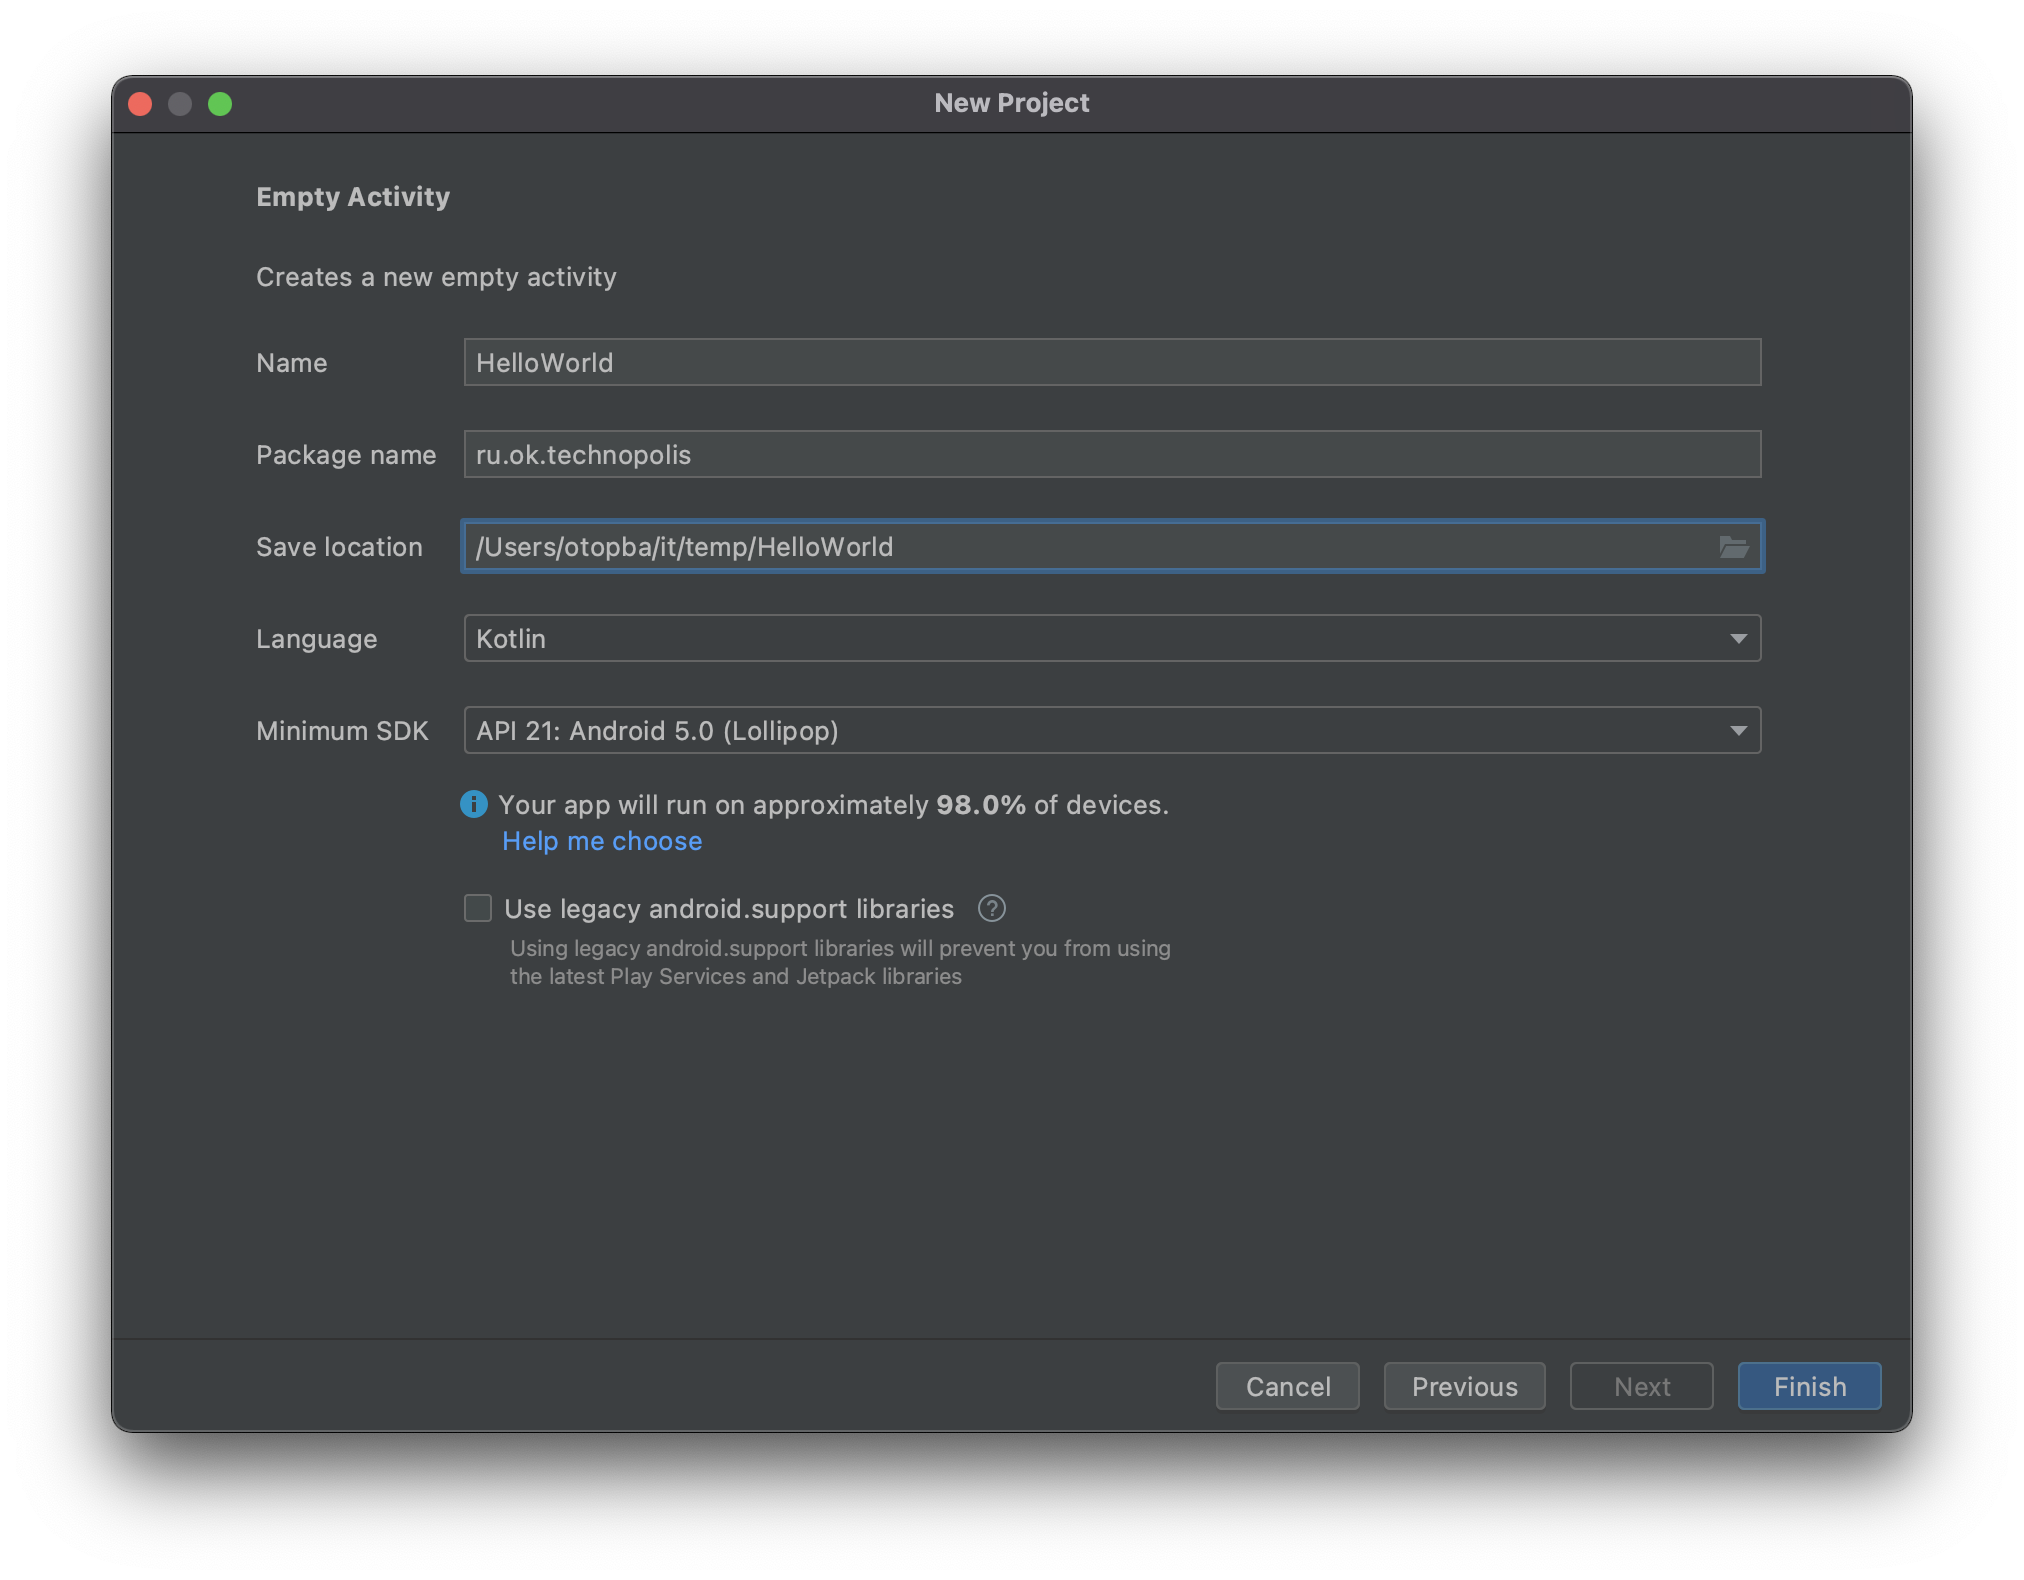 New Project
Empty Activity
Creates a new empty activity
Name HelloWorld
Package name ru.ok.technopolis
Save location /Users/otopba/it/temp/HelloWorld
Language Kotlin
Minimum SDK API 21: Android 5.0 (Lollipop)
Your app will run on approximately 98.0% of devices.
Help me choose
Use legacy android.support libraries ?
Using legacy android.support libraries will prevent you from using
the latest Play Services and Jetpack libraries
Cancel Previous Next Finish